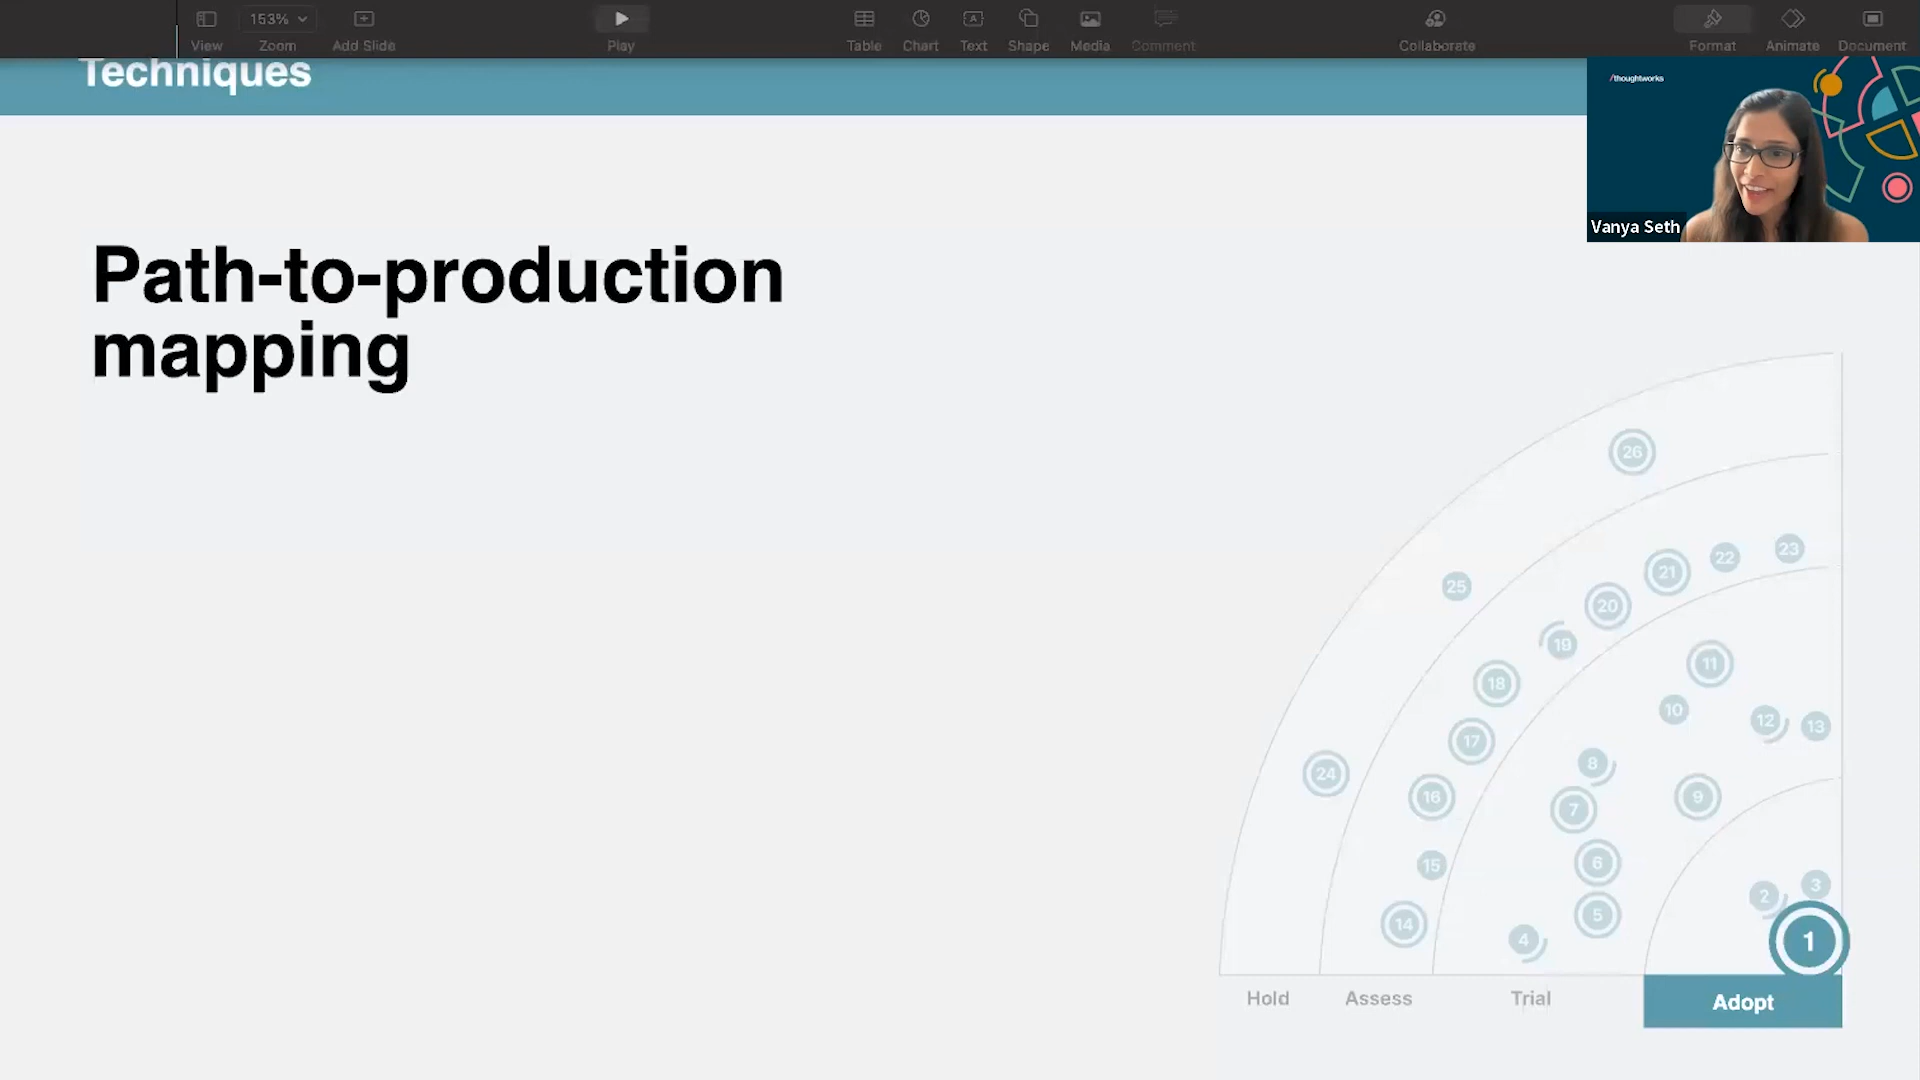 153%
View
Zoom
Add Slide
Play
Table
Chart
Text
Shape
Media
Comment
Collaborate
Format
Animate
Document
Techniques
/thoughtworks
Vanya Seth
Path-to-production
mapping
26
25
23
22
21
20
19
18
17
16
15
14
24
11
10
12
13
8
7
9
6
5
4
2
3
1
Hold
Assess
Trial
Adopt